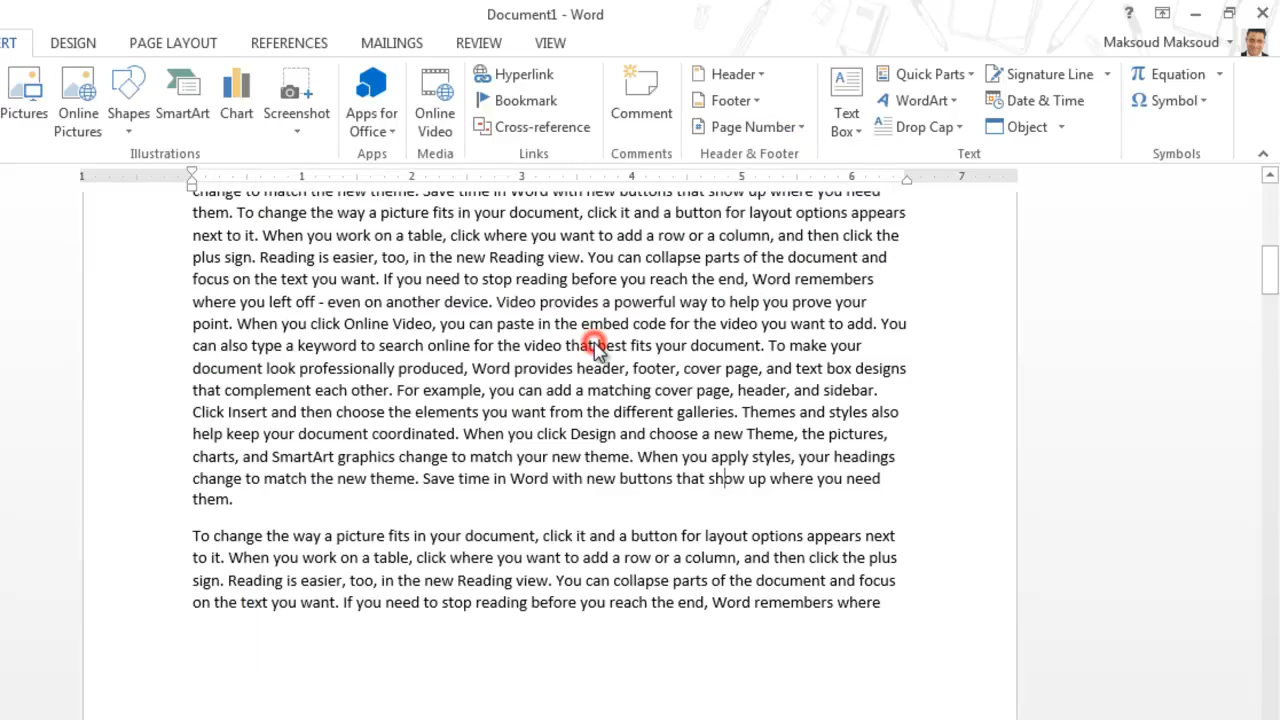 Document1 - Word
Maksoud Maksoud
ERT DESIGN PAGE LAYOUT REFERENCES MAILINGS REVIEW VIEW
Pictures
Online
Pictures
Shapes
SmartArt
Chart
Screenshot
Illustrations
Apps for
Office
Apps
Online
Video
Media
Hyperlink
Bookmark
Cross-reference
Links
Comment
Comments
Header
Footer
Page Number
Header & Footer
Text
Box
Quick Parts
WordArt
Drop Cap
Signature Line
Date & Time
Object
Text
Equation
Symbol
Symbols
1 1 2 3 4 5 6 7
change to match the new theme. Save time in Word with new buttons that show up where you need
them. To change the way a picture fits in your document, click it and a button for layout options appears
next to it. When you work on a table, click where you want to add a row or a column, and then click the
plus sign. Reading is easier, too, in the new Reading view. You can collapse parts of the document and
focus on the text you want. If you need to stop reading before you reach the end, Word remembers
where you left off - even on another device. Video provides a powerful way to help you prove your
point. When you click Online Video, you can paste in the embed code for the video you want to add. You
can also type a keyword to search online for the video that best fits your document. To make your
document look professionally produced, Word provides header, footer, cover page, and text box designs
that complement each other. For example, you can add a matching cover page, header, and sidebar.
Click Insert and then choose the elements you want from the different galleries. Themes and styles also
help keep your document coordinated. When you click Design and choose a new Theme, the pictures,
charts, and SmartArt graphics change to match your new theme. When you apply styles, your headings
change to match the new theme. Save time in Word with new buttons that show up where you need
them.
To change the way a picture fits in your document, click it and a button for layout options appears next
to it. When you work on a table, click where you want to add a row or a column, and then click the plus
sign. Reading is easier, too, in the new Reading view. You can collapse parts of the document and focus
on the text you want. If you need to stop reading before you reach the end, Word remembers where